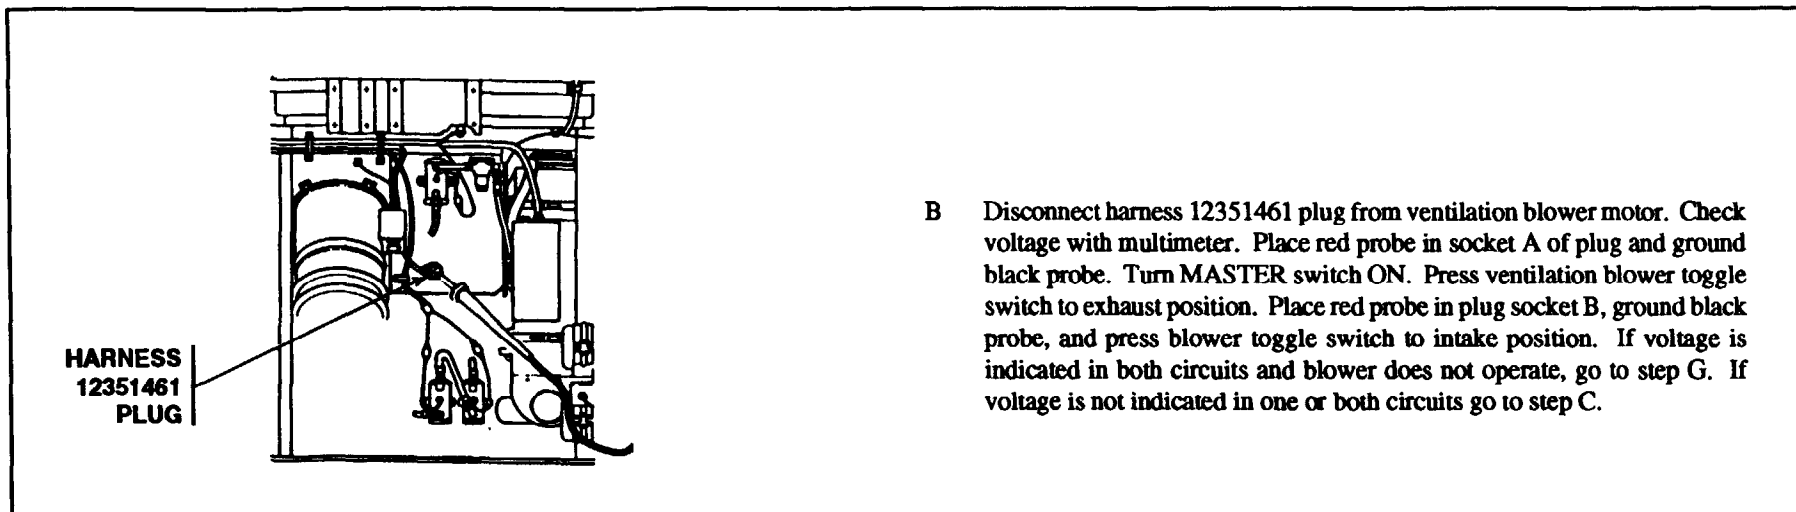 HARNESS
12351461
PLUG
B Disconnect harness 12351461 plug from ventilation blower motor. Check
voltage with multimeter. Place red probe in socket A of plug and ground
black probe. Turn MASTER switch ON. Press ventilation blower toggle
switch to exhaust position. Place red probe in plug socket B, ground black
probe, and press blower toggle switch to intake position. If voltage is
indicated in both circuits and blower does not operate, go to step G. If
voltage is not indicated in one or both circuits go to step C.